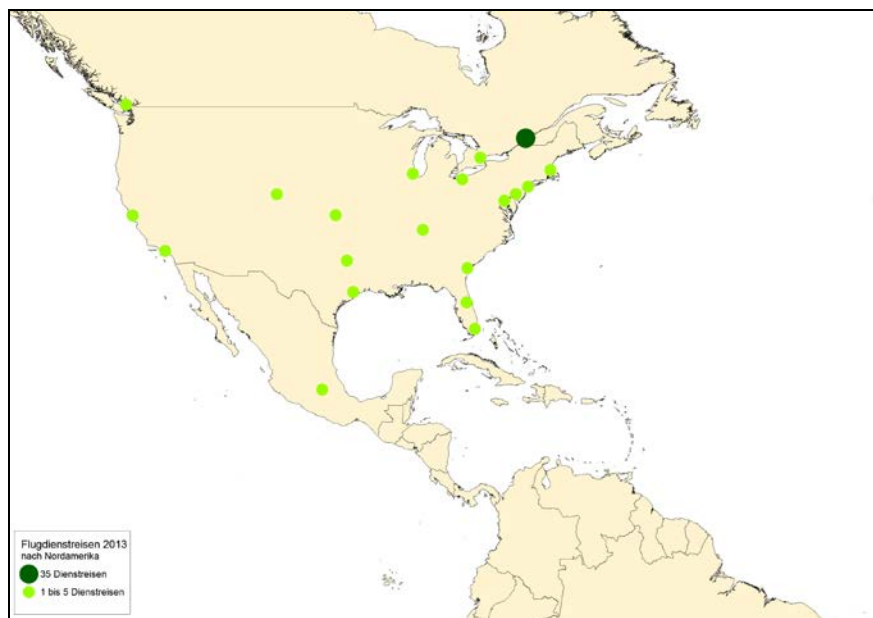 Flugdienstreisen 2013
nach Nordamerika
35 Dienstreisen
1 bis 5 Dienstreisen